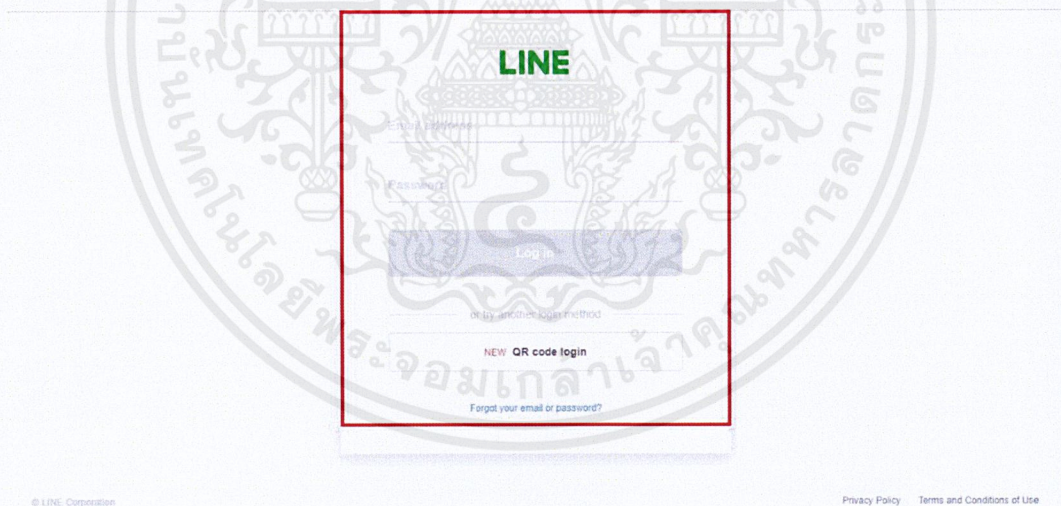 LINE
Email address
Password
Log in
or try another login method
NEW QR code login
Forgot your email or password?
© LINE Corporation
Privacy Policy Terms and Conditions of Use